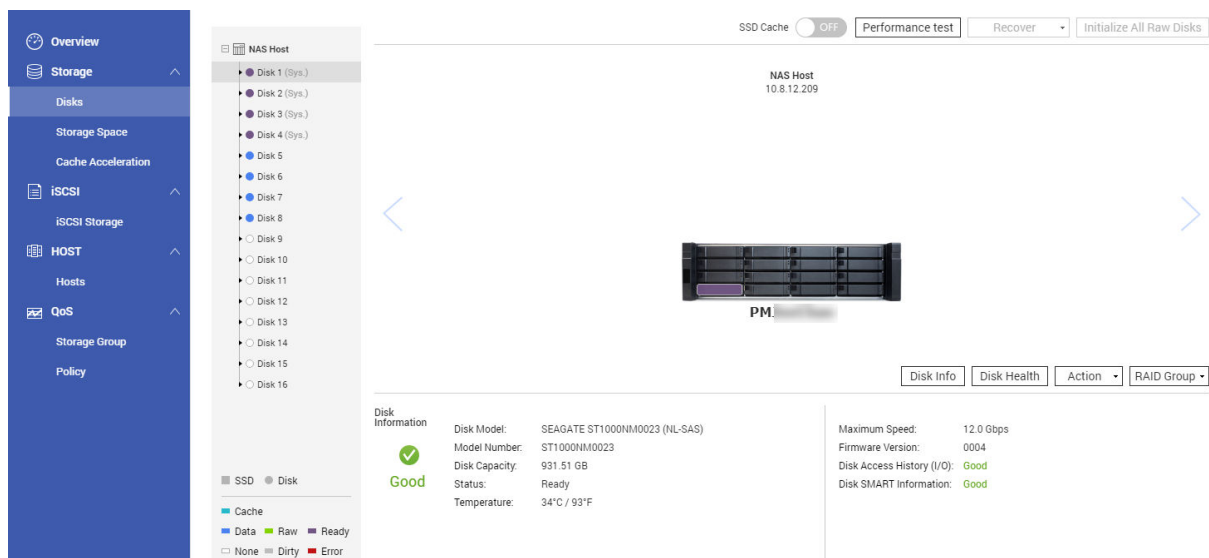 Overview
Storage
Disks
Storage Space
Cache Acceleration
iSCSI
iSCSI Storage
HOST
Hosts
QoS
Storage Group
Policy
NAS Host
Disk 1 (Sys.)
Disk 2 (Sys.)
Disk 3 (Sys.)
Disk 4 (Sys.)
Disk 5
Disk 6
Disk 7
Disk 8
Disk 9
Disk 10
Disk 11
Disk 12
Disk 13
Disk 14
Disk 15
Disk 16
SSD Disk
Cache
Data Raw Ready
None Dirty Error
SSD Cache OFF Performance test Recover Initialize All Raw Disks
NAS Host
10.8.12.209
Disk Info Disk Health Action RAID Group
Disk
Information
Good
Disk Model: SEAGATE ST1000NM0023 (NL-SAS)
Model Number: ST1000NM0023
Disk Capacity: 931.51 GB
Status: Ready
Temperature: 34°C / 93°F
Maximum Speed: 12.0 Gbps
Firmware Version: 0004
Disk Access History (I/O): Good
Disk SMART Information: Good